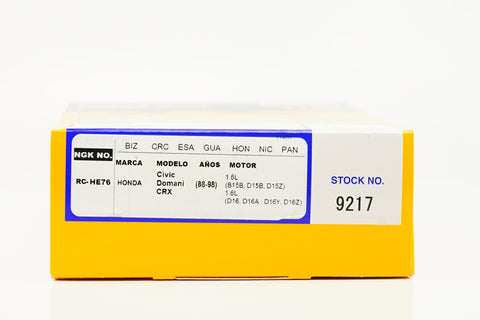 BIZ CRC ESA GUA HON NIC PAN
NGK NO.
MARCA MODELO AÑOS MOTOR
RC-HE76 HONDA Civic Domani CRX (88-98) 1.5L
(B15B, D15B, D15Z)
1.6L
(D16, D16A , D16Y, D16Z)
STOCK NO.
9217